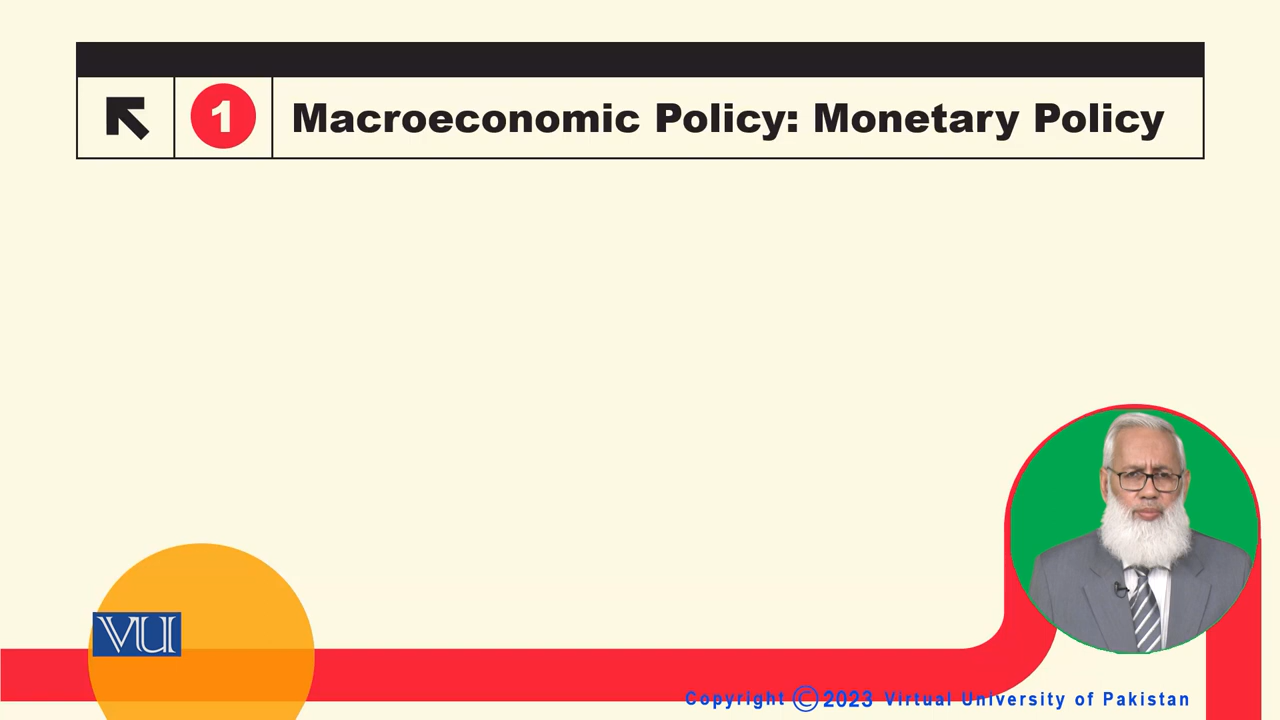 1 Macroeconomic Policy: Monetary Policy
VU
Copyright © 2023 Virtual University of Pakistan